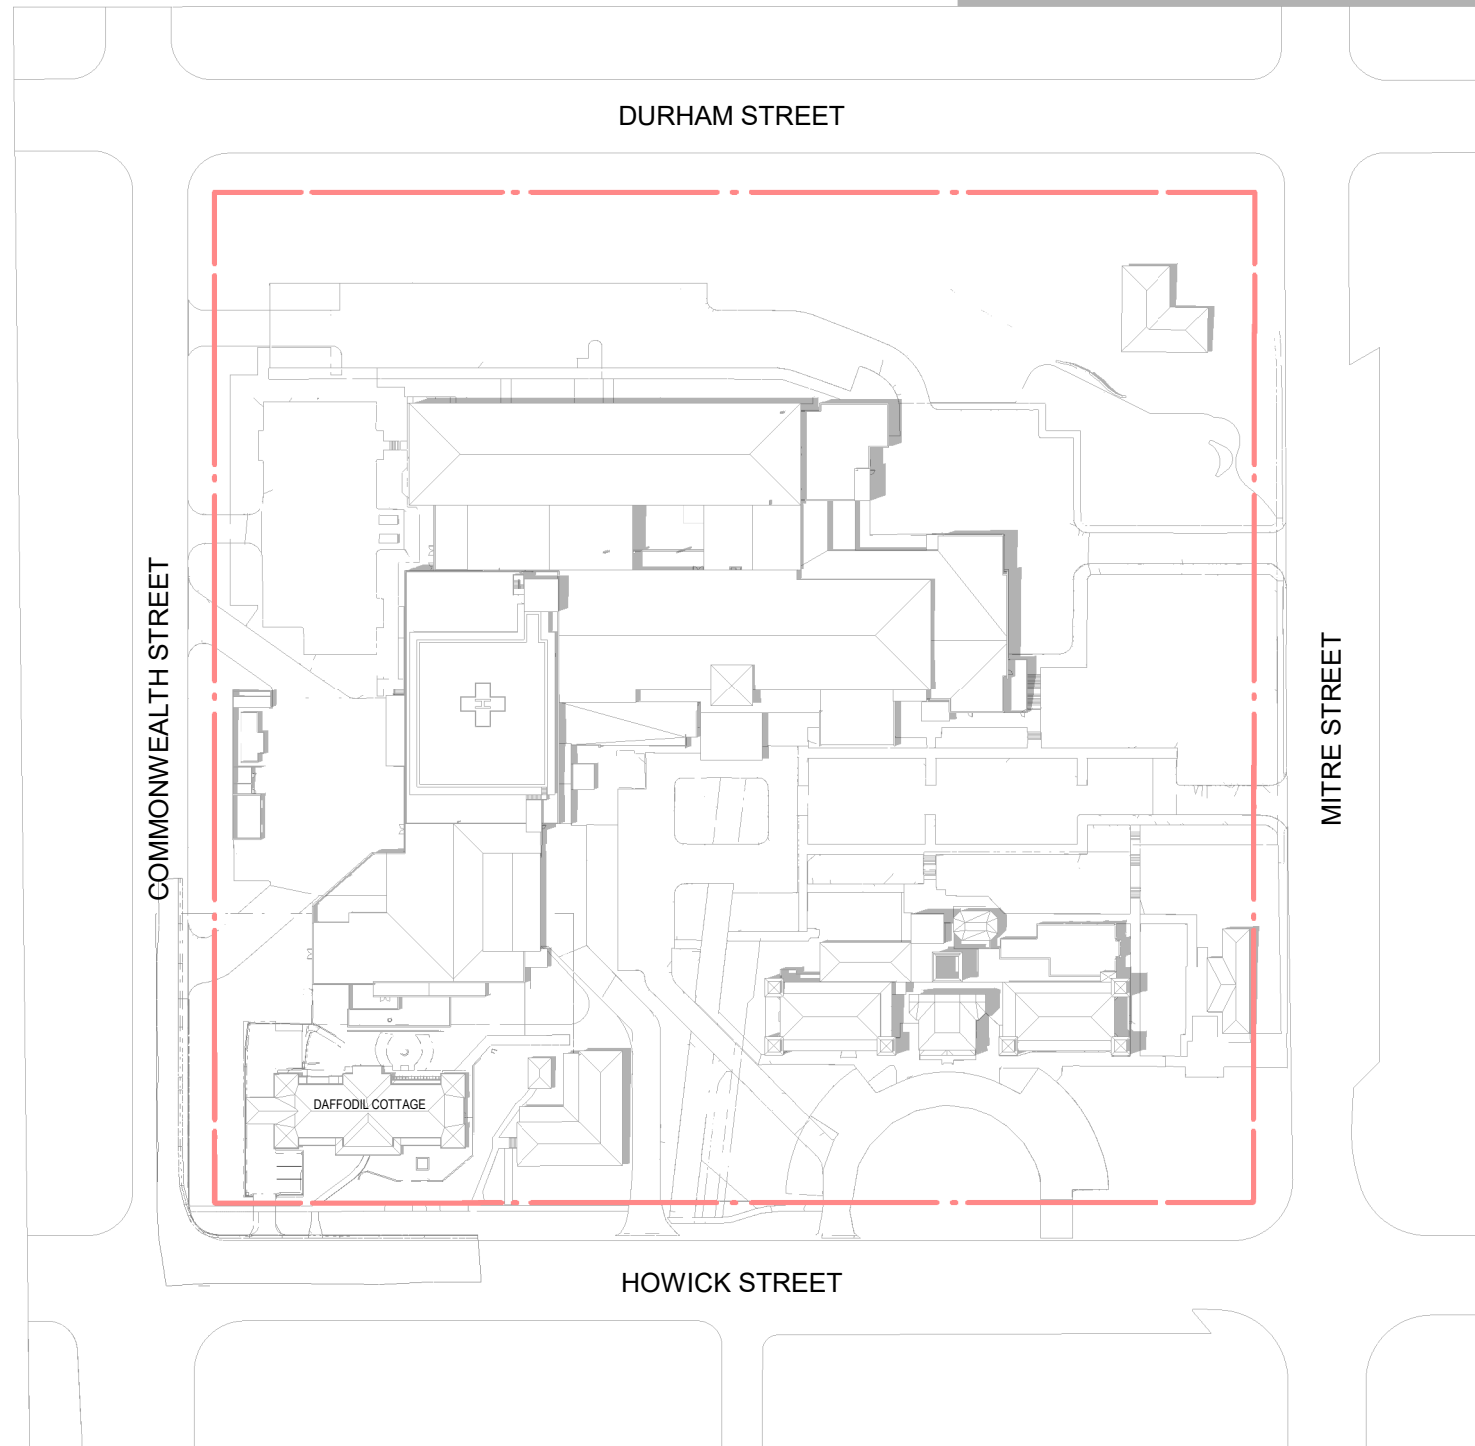 DURHAM STREET
COMMONWEALTH STREET
MITRE STREET
H
DAFFODIL COTTAGE
HOWICK STREET